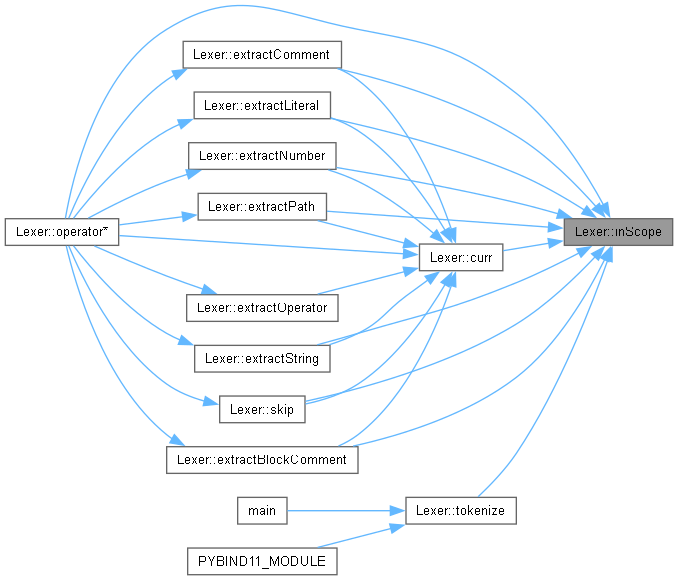 Lexer::extractComment
Lexer::extractLiteral
Lexer::extractNumber
Lexer::extractPath
Lexer::operator*
Lexer::inScope
Lexer::curr
Lexer::extractOperator
Lexer::extractString
Lexer::skip
Lexer::extractBlockComment
main
Lexer::tokenize
PYBIND11_MODULE